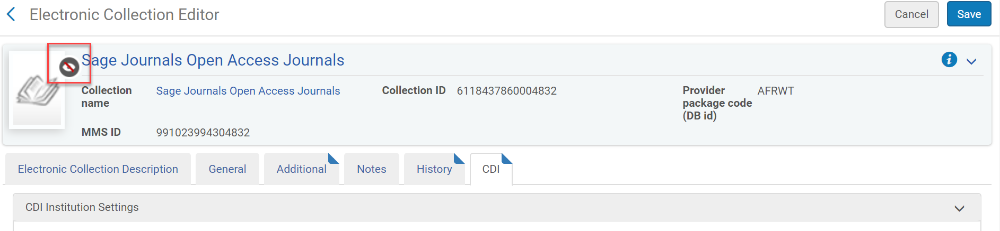 Electronic Collection Editor
Cancel
Save
Sage Journals Open Access Journals
i
Collection name
Sage Journals Open Access Journals
Collection ID
6118437860004832
Provider package code (DB id)
AFRWT
MMS ID
991023994304832
Electronic Collection Description
General
Additional
Notes
History
CDI
CDI Institution Settings